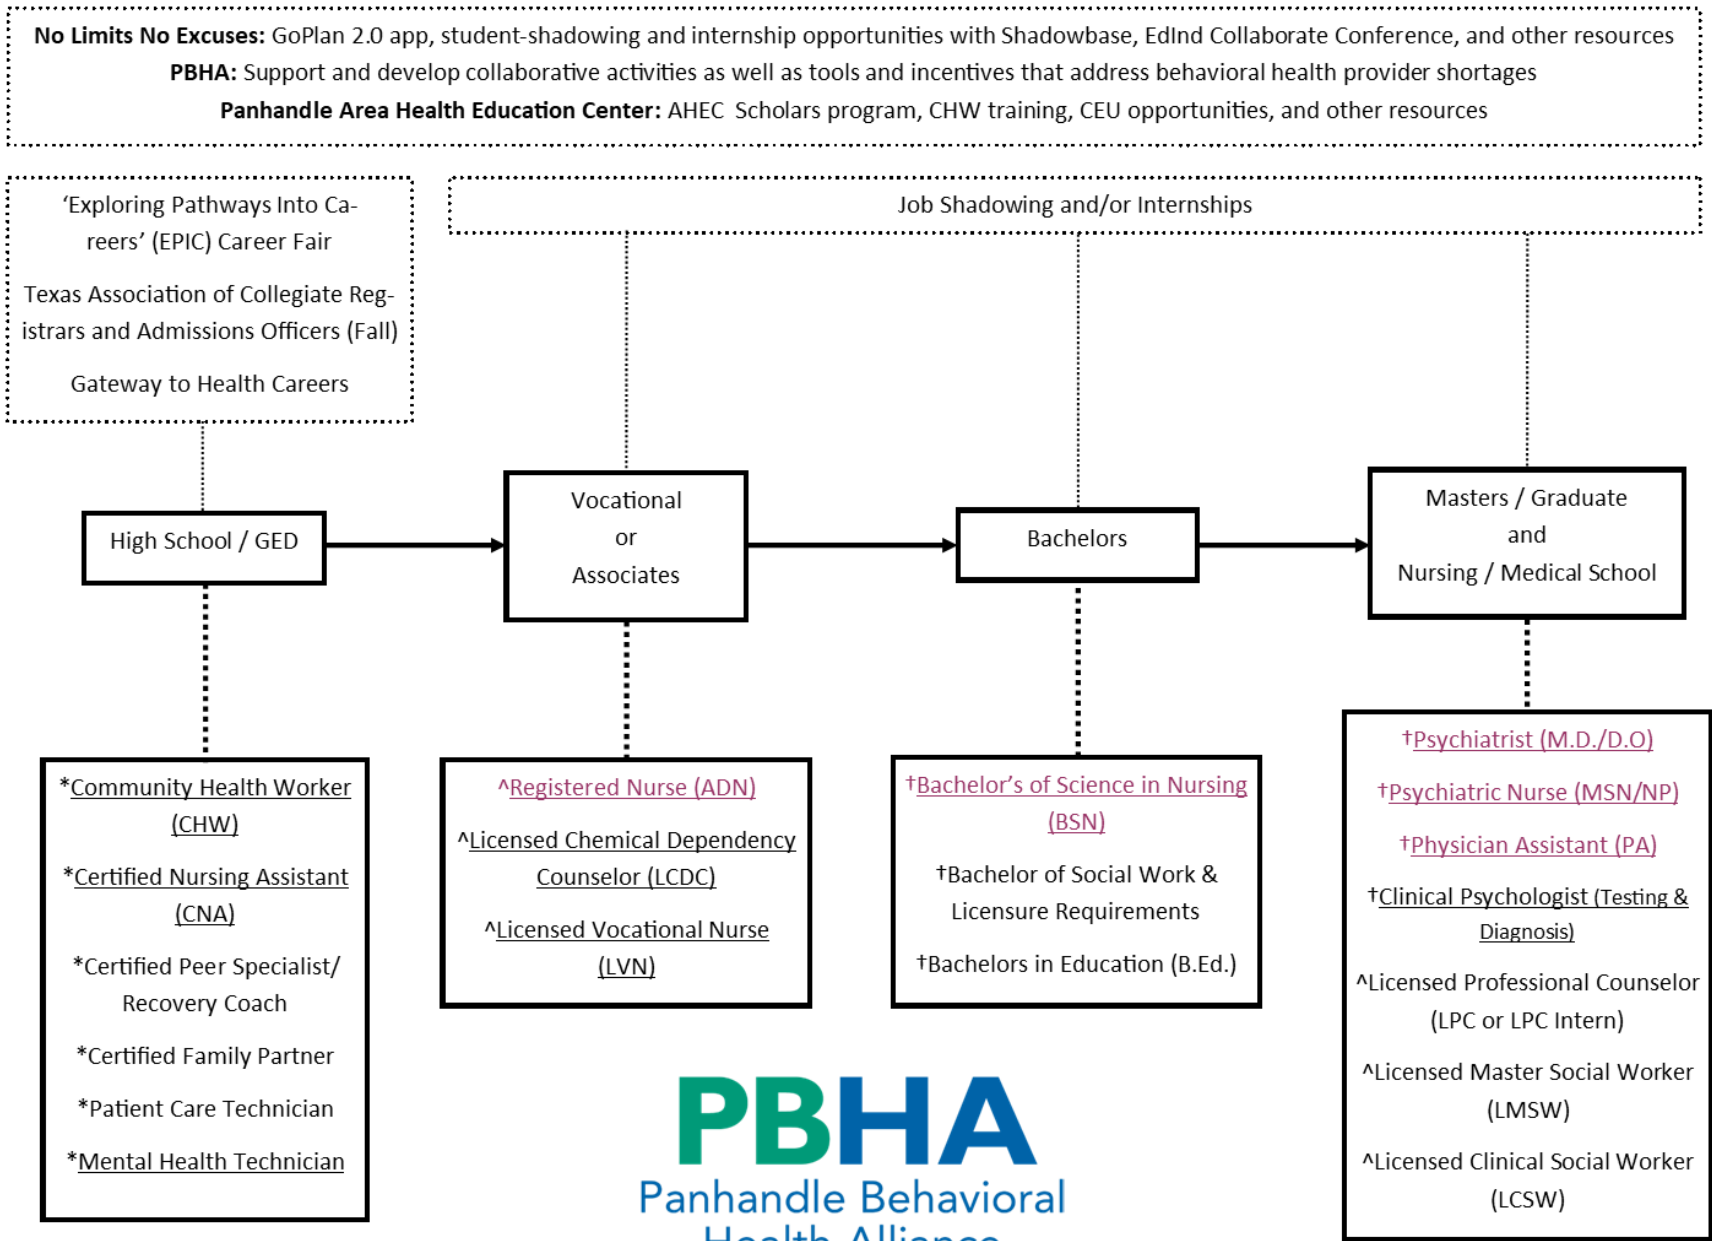 No Limits No Excuses: GoPlan 2.0 app, student-shadowing and internship opportunities with Shadowbase, EdInd Collaborate Conference, and other resources
PBHA: Support and develop collaborative activities as well as tools and incentives that address behavioral health provider shortages
Panhandle Area Health Education Center: AHEC Scholars program, CHW training, CEU opportunities, and other resources
‘Exploring Pathways Into Ca-
reers’ (EPIC) Career Fair
Texas Association of Collegiate Reg-
istrars and Admissions Officers (Fall)
Gateway to Health Careers
Job Shadowing and/or Internships
High School / GED
Vocational
or
Associates
Bachelors
Masters / Graduate
and
Nursing / Medical School
*Community Health Worker
(CHW)
*Certified Nursing Assistant
(CNA)
*Certified Peer Specialist/
Recovery Coach
*Certified Family Partner
*Patient Care Technician
*Mental Health Technician
^Registered Nurse (ADN)
^Licensed Chemical Dependency
Counselor (LCDC)
^Licensed Vocational Nurse
(LVN)
†Bachelor’s of Science in Nursing
(BSN)
†Bachelor of Social Work &
Licensure Requirements
†Bachelors in Education (B.Ed.)
†Psychiatrist (M.D./D.O)
†Psychiatric Nurse (MSN/NP)
†Physician Assistant (PA)
†Clinical Psychologist (Testing &
Diagnosis)
^Licensed Professional Counselor
(LPC or LPC Intern)
^Licensed Master Social Worker
(LMSW)
^Licensed Clinical Social Worker
(LCSW)
PBHA
Panhandle Behavioral
Health Alliance